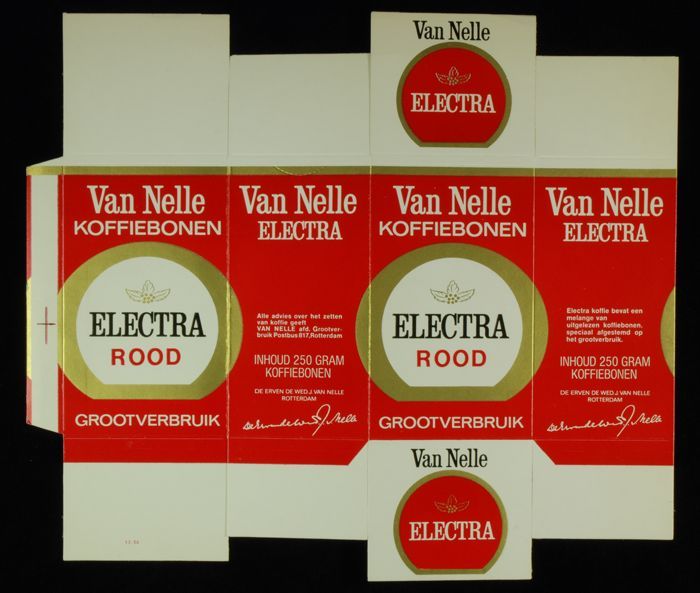 Van Nelle
ELECTRA
Van Nelle
KOFFIEBONEN
ELECTRA
ROOD
GROOTVERBRUIK
Van Nelle
ELECTRA
Alle advies over het zetten
van koffie geeft
VAN NELLE afd. Grootver-
bruik Postbus 817, Rotterdam
INHOUD 250 GRAM
KOFFIEBONEN
DE ERVEN DE WED. J. VAN NELLE
ROTTERDAM
Van Nelle
KOFFIEBONEN
ELECTRA
ROOD
GROOTVERBRUIK
Van Nelle
ELECTRA
Electra koffie bevat een
melange van
uitgelezen koffiebonen,
speciaal afgestemd op
het grootverbruik.
INHOUD 250 GRAM
KOFFIEBONEN
DE ERVEN DE WED. J. VAN NELLE
ROTTERDAM
Van Nelle
ELECTRA